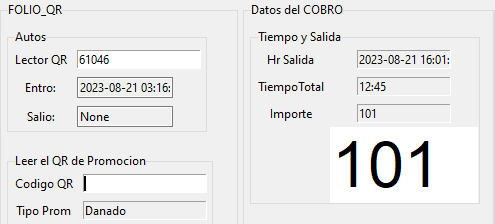 FOLIO_QR
Autos
Lector QR 61046
Entro: 2023-08-21 03:16:
Salio: None
Leer el QR de Promocion
Codigo QR
Tipo Prom Danado
Datos del COBRO
Tiempo y Salida
Hr Salida 2023-08-21 16:01:
TiempoTotal 12:45
Importe 101
101